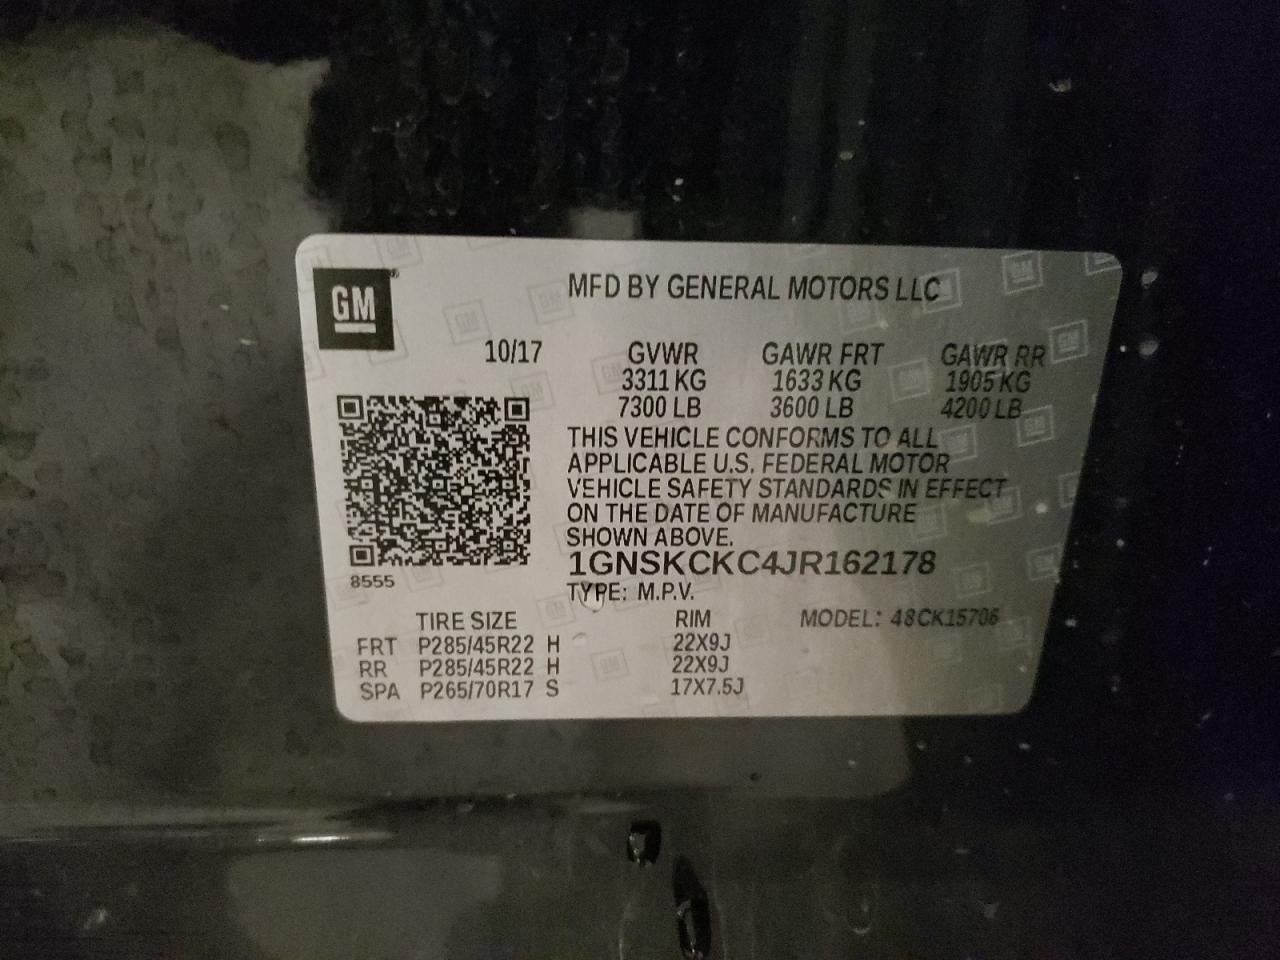 GM
MFD BY GENERAL MOTORS LLC
10/17 GVWR GAWR FRT GAWR RR
3311 KG 1633 KG 1905 KG
7300 LB 3600 LB 4200 LB
THIS VEHICLE CONFORMS TO ALL
APPLICABLE U.S. FEDERAL MOTOR
VEHICLE SAFETY STANDARDS IN EFFECT
ON THE DATE OF MANUFACTURE
SHOWN ABOVE.
1GNSKCKC4JR162178
8555
TYPE: M.P.V.
TIRE SIZE RIM MODEL: 48CK15706
FRT P285/45R22 H 22X9J
RR P285/45R22 H 22X9J
SPA P265/70R17 S 17X7.5J